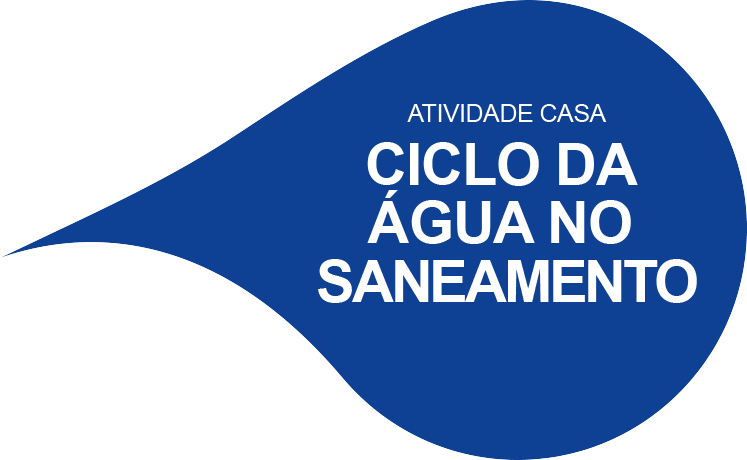 ATIVIDADE CASA
CICLO DA
ÁGUA NO
SANEAMENTO